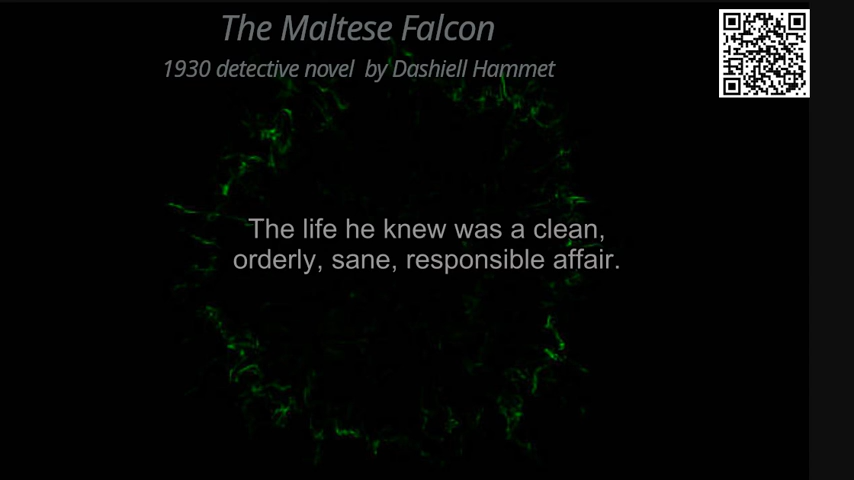 The Maltese Falcon
1930 detective novel by Dashiell Hammet
The life he knew was a clean,
orderly, sane, responsible affair.